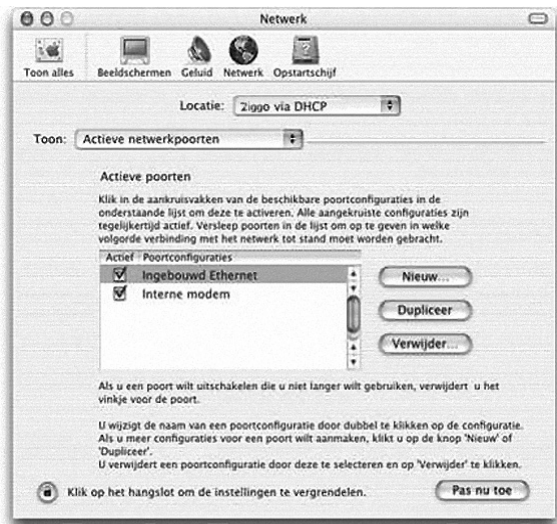 Netwerk
Toon alles Beeldschermen Geluid Netwerk Opstartschijf
Locatie: Ziggo via DHCP
Toon: Actieve netwerkpoorten
Actieve poorten
Klik in de aankruisvakken van de beschikbare poortconfiguraties in de
onderstaande lijst om deze te activeren. Alle aangekruiste configuraties zijn
tegelijkertijd actief. Versleep poorten in de lijst om op te geven in welke
volgorde verbinding met het netwerk tot stand moet worden gebracht.
Actief Poortconfiguraties
Ingebouwd Ethernet
Interne modem
Nieuw...
Dupliceer
Verwijder...
Als u een poort wilt uitschakelen die u niet langer wilt gebruiken, verwijdert u het
vinkje voor de poort.
U wijzigt de naam van een poortconfiguratie door dubbel te klikken op de configuratie.
Als u meer configuraties voor een poort wilt aanmaken, klikt u op de knop 'Nieuw' of
'Dupliceer'.
U verwijdert een poortconfiguratie door deze te selecteren en op 'Verwijder' te klikken.
Klik op het hangslot om de instellingen te vergrendelen.
Pas nu toe